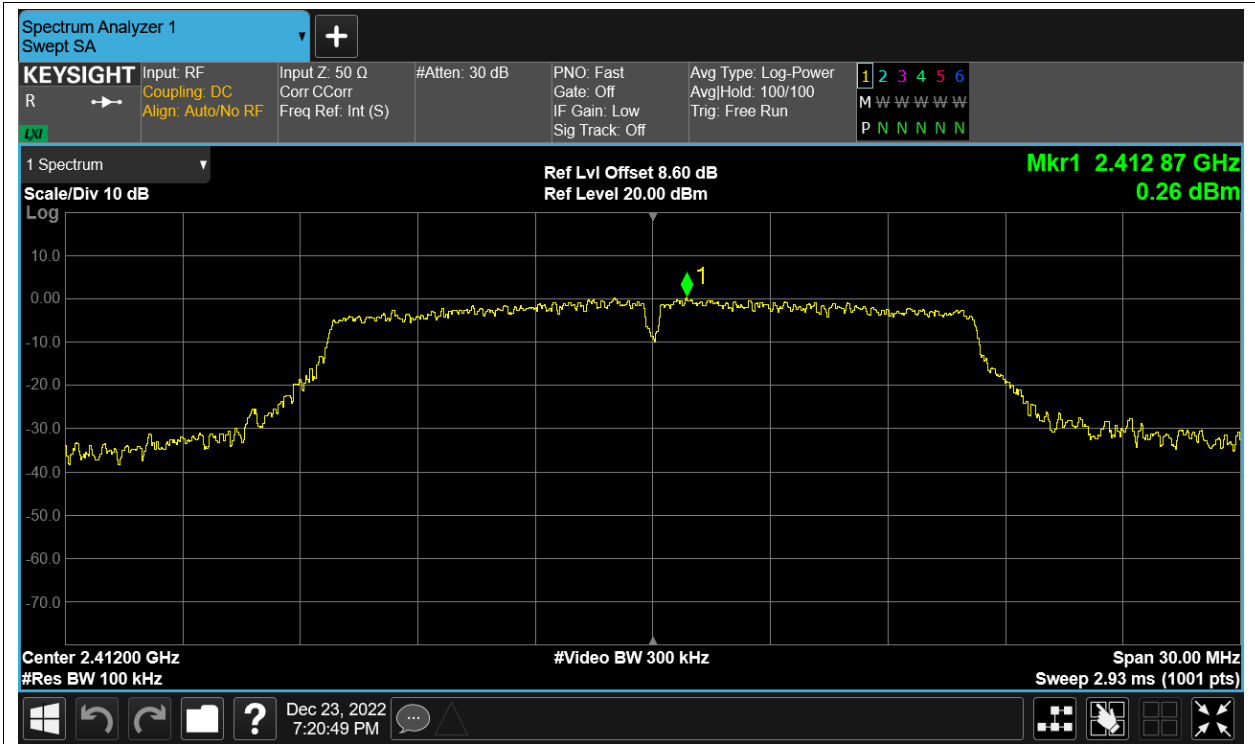 Spectrum Analyzer 1
Swept SA
KEYSIGHT
R
LXI
Input: RF
Coupling: DC
Align: Auto/No RF
Input Z: 50 Ω
Corr CCorr
Freq Ref: Int (S)
#Atten: 30 dB
PNO: Fast
Gate: Off
IF Gain: Low
Sig Track: Off
Avg Type: Log-Power
Avg|Hold: 100/100
Trig: Free Run
1 2 3 4 5 6
M W W W W W W
P N N N N N N
1 Spectrum
Scale/Div 10 dB
Log
Ref Lvl Offset 8.60 dB
Ref Level 20.00 dBm
Mkr1 2.412 87 GHz
0.26 dBm
1
10.0
0.00
-10.0
-20.0
-30.0
-40.0
-50.0
-60.0
-70.0
Center 2.41200 GHz
#Res BW 100 kHz
#Video BW 300 kHz
Span 30.00 MHz
Sweep 2.93 ms (1001 pts)
?
Dec 23, 2022
7:20:49 PM